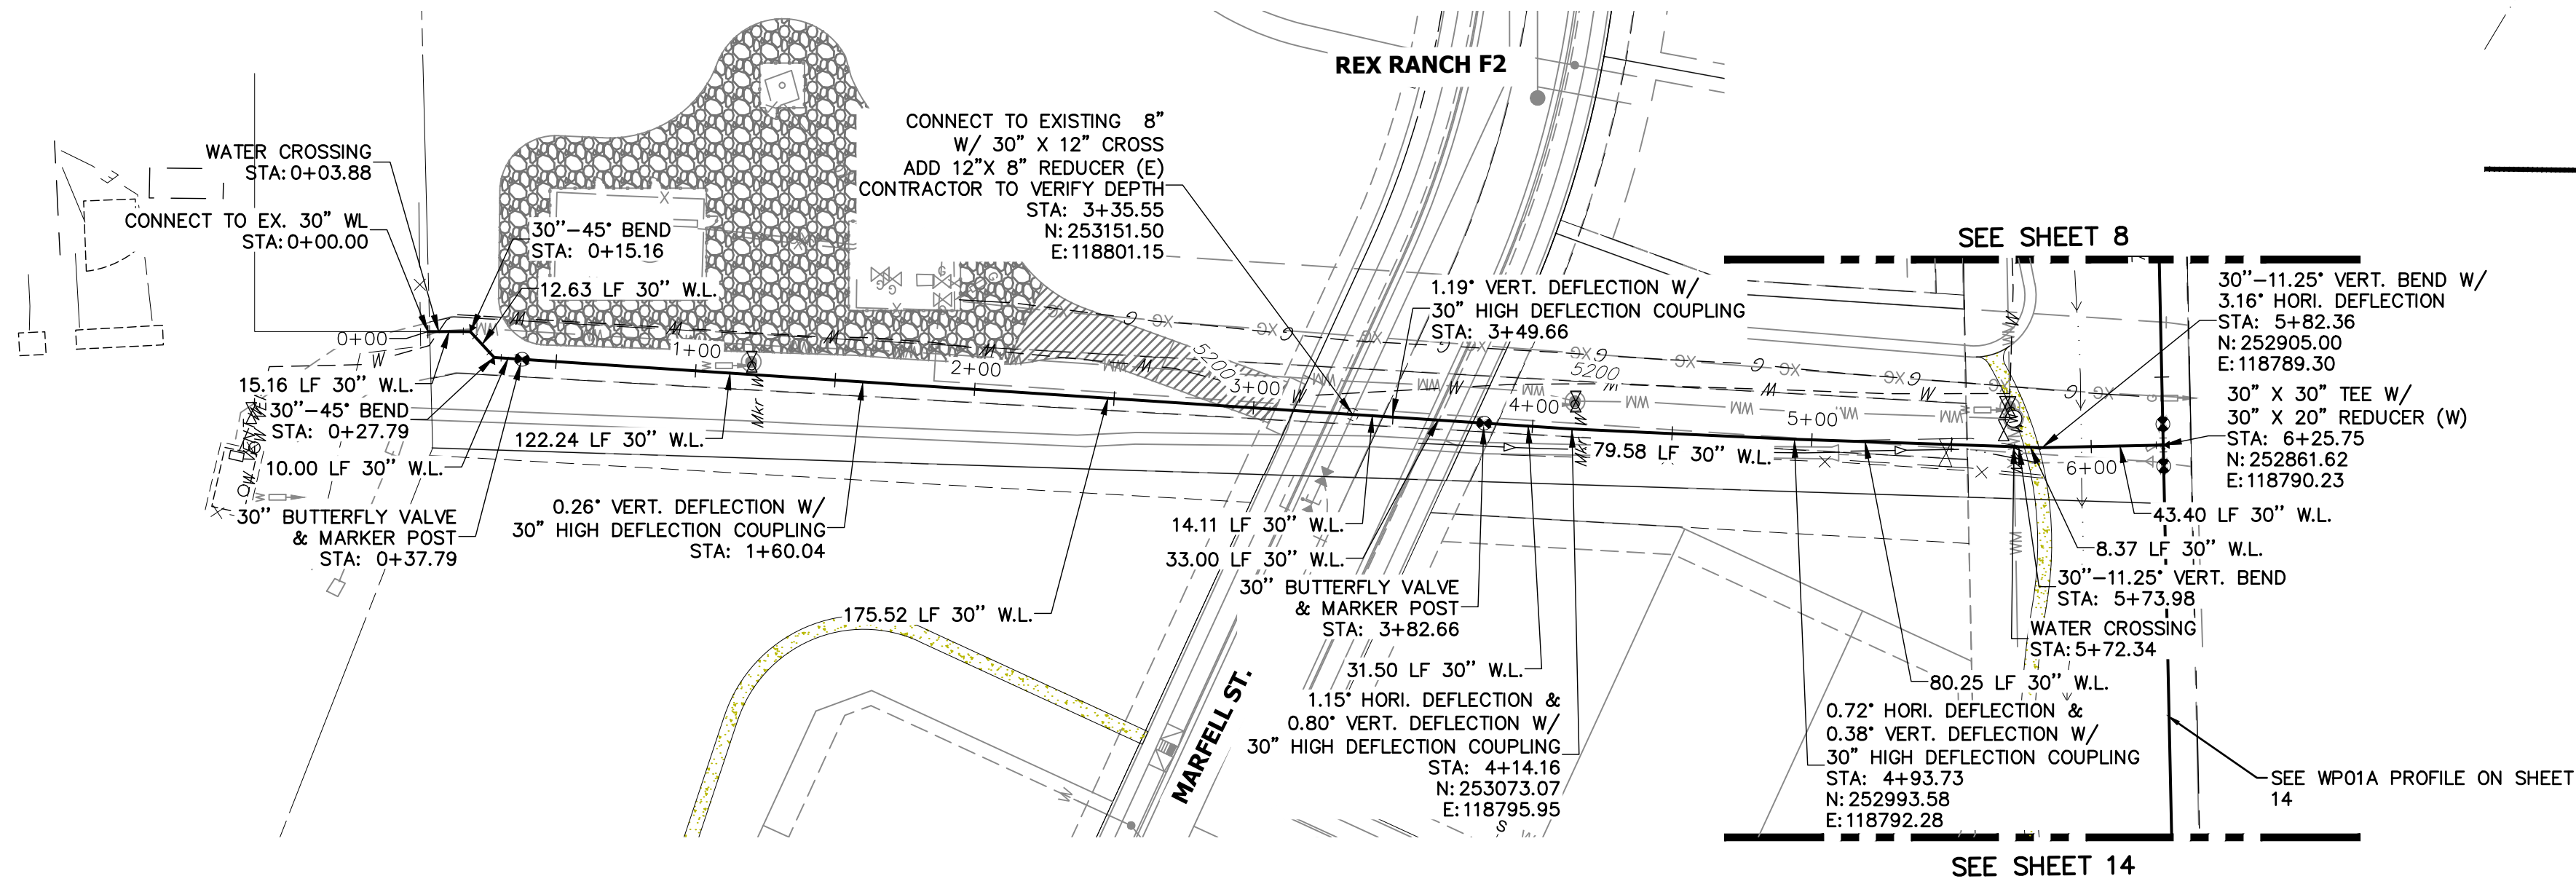 REX RANCH F2
WATER CROSSING
STA: 0+03.88
CONNECT TO EX. 30" WL
STA: 0+00.00
30"-45° BEND
STA: 0+15.16
12.63 LF 30" W.L.
CONNECT TO EXISTING 8"
W/ 30" X 12" CROSS
ADD 12"X 8" REDUCER (E)
CONTRACTOR TO VERIFY DEPTH
STA: 3+35.55
N: 253151.50
E: 118801.15
1.19° VERT. DEFLECTION W/
30" HIGH DEFLECTION COUPLING
STA: 3+49.66
SEE SHEET 8
30"-11.25° VERT. BEND W/
3.16° HORI. DEFLECTION
STA: 5+82.36
N: 252905.00
E: 118789.30
30" X 30" TEE W/
30" X 20" REDUCER (W)
STA: 6+25.75
N: 252861.62
E: 118790.23
0+00
1+00
2+00
3+00
4+00
5+00
6+00
5200
5200
Mkr
Mkr
15.16 LF 30" W.L.
30"-45° BEND
STA: 0+27.79
10.00 LF 30" W.L.
30" BUTTERFLY VALVE
& MARKER POST
STA: 0+37.79
122.24 LF 30" W.L.
0.26° VERT. DEFLECTION W/
30" HIGH DEFLECTION COUPLING
STA: 1+60.04
175.52 LF 30" W.L.
14.11 LF 30" W.L.
33.00 LF 30" W.L.
30" BUTTERFLY VALVE
& MARKER POST
STA: 3+82.66
31.50 LF 30" W.L.
1.15° HORI. DEFLECTION &
0.80° VERT. DEFLECTION W/
30" HIGH DEFLECTION COUPLING
STA: 4+14.16
N: 253073.07
E: 118795.95
79.58 LF 30" W.L.
80.25 LF 30" W.L.
0.72° HORI. DEFLECTION &
0.38° VERT. DEFLECTION W/
30" HIGH DEFLECTION COUPLING
STA: 4+93.73
N: 252993.58
E: 118792.28
43.40 LF 30" W.L.
8.37 LF 30" W.L.
30"-11.25° VERT. BEND
STA: 5+73.98
WATER CROSSING
STA: 5+72.34
MARFELL ST.
SEE WP01A PROFILE ON SHEET
14
SEE SHEET 14